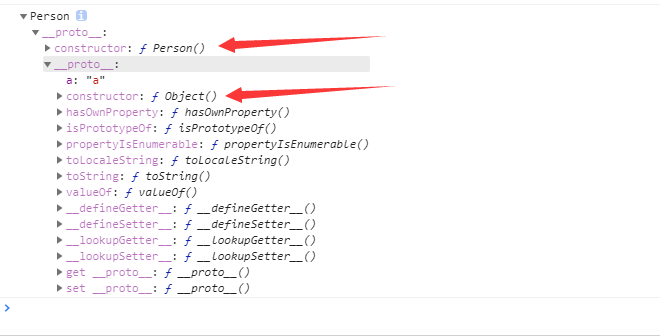 Person i
__proto__:
constructor: ƒ Person()
__proto__:
a: "a"
constructor: ƒ Object()
hasOwnProperty: ƒ hasOwnProperty()
isPrototypeOf: ƒ isPrototypeOf()
propertyIsEnumerable: ƒ propertyIsEnumerable()
toLocaleString: ƒ toLocaleString()
toString: ƒ toString()
valueOf: ƒ valueOf()
__defineGetter__: ƒ __defineGetter__()
__defineSetter__: ƒ __defineSetter__()
__lookupGetter__: ƒ __lookupGetter__()
__lookupSetter__: ƒ __lookupSetter__()
get __proto__: ƒ __proto__()
set __proto__: ƒ __proto__()